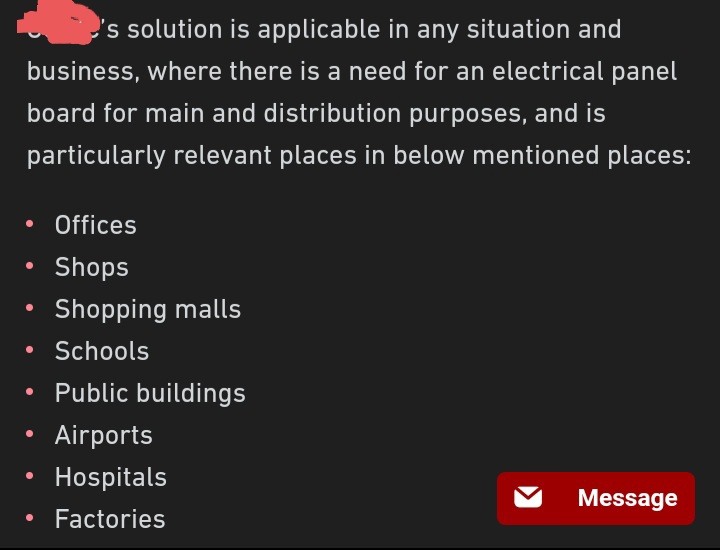 's solution is applicable in any situation and
business, where there is a need for an electrical panel
board for main and distribution purposes, and is
particularly relevant places in below mentioned places:
• Offices
• Shops
• Shopping malls
• Schools
• Public buildings
• Airports
• Hospitals
• Factories
Message